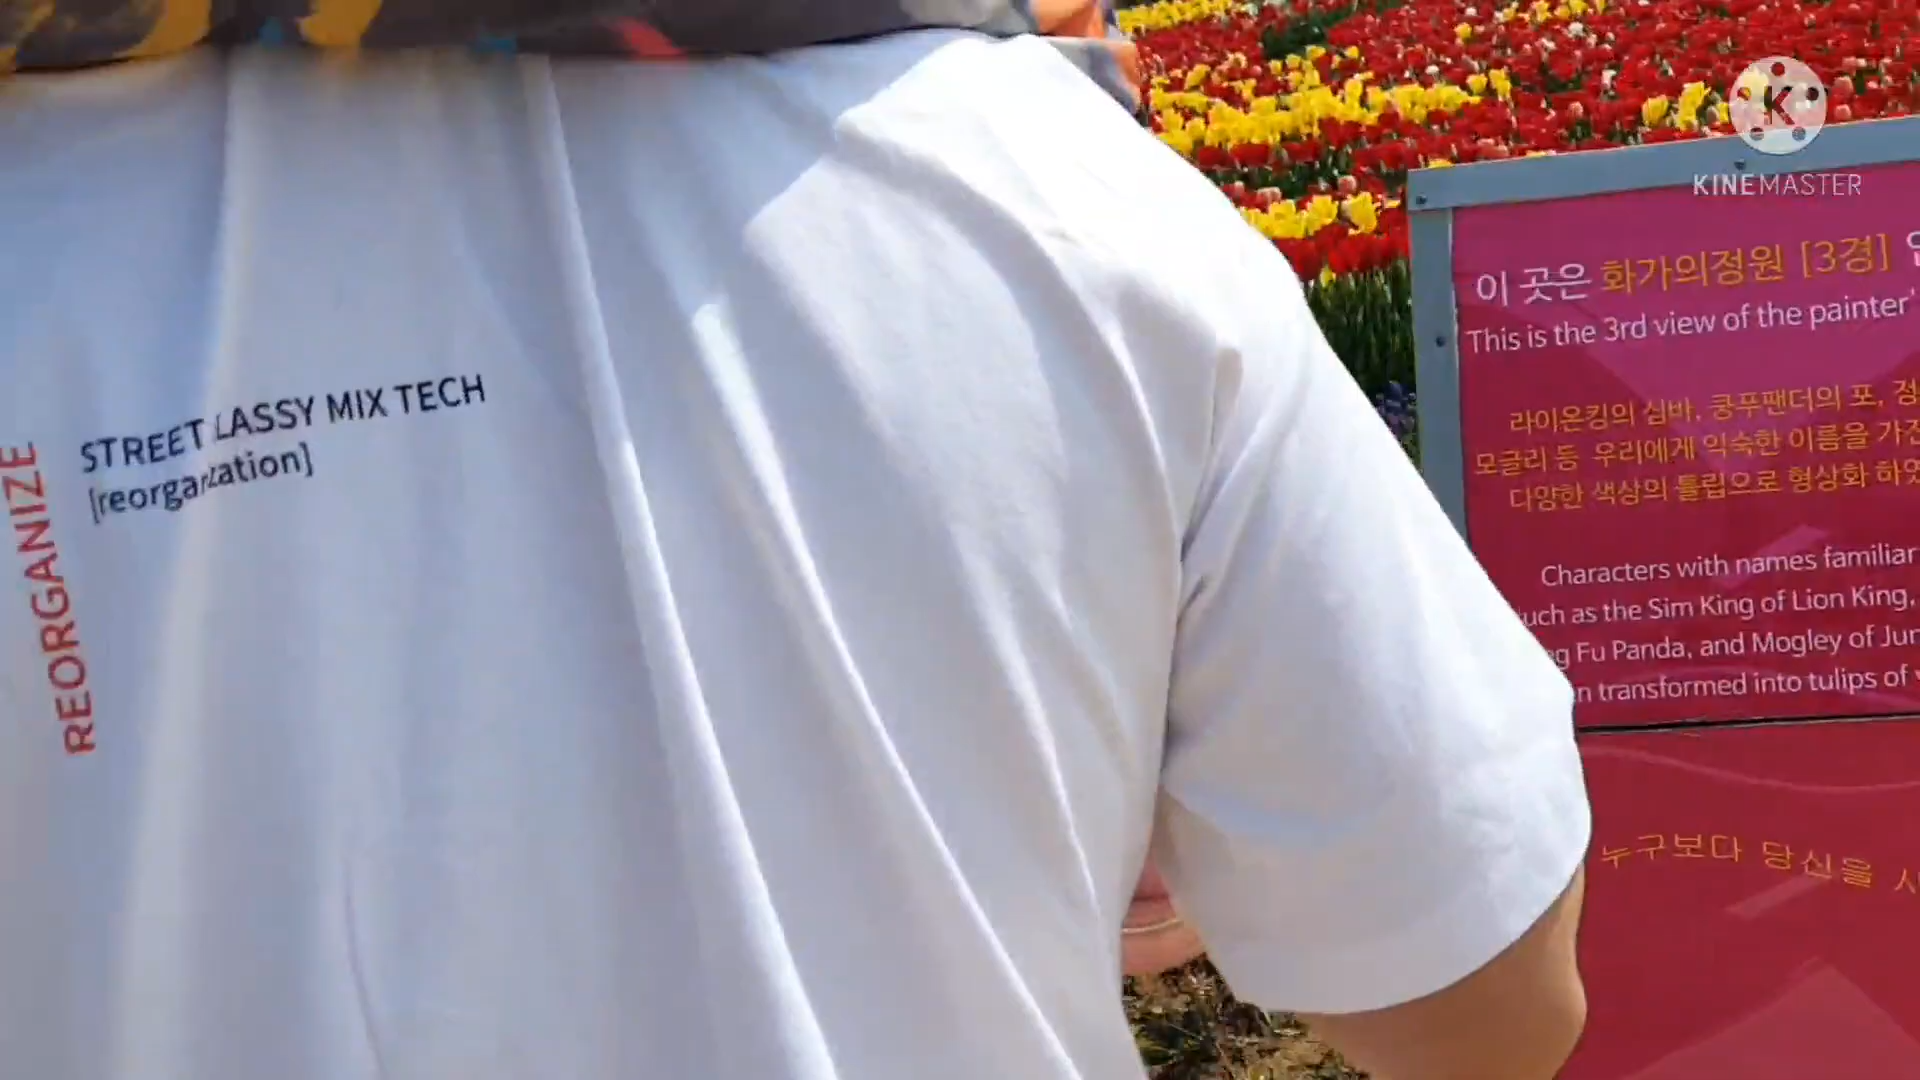 REORGANIZE
STREET LASSY MIX TECH
[reorganization]
KINEMASTER
이 곳은 화가의정원 [3경]
This is the 3rd view of the painter'
라이온킹의 심바, 쿵푸팬더의 포,
모글리 등 우리에게 익숙한 이름을
다양한 색상의 튤립으로 형상화
Characters with names familiar
such as the Sim King of Lion King,
Fu Panda, and Mogley of
transformed into tulips of
누구보다 당신을